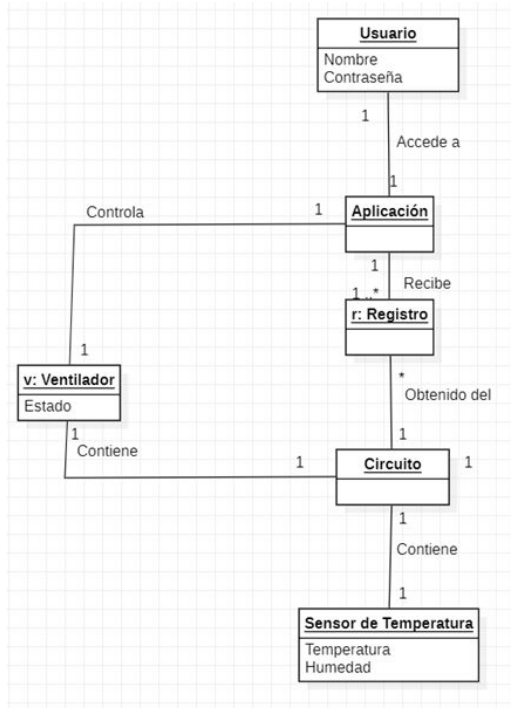 Usuario
Nombre
Contraseña
1
Accede a
1
Controla
1
Aplicación
1
Recibe
1..*
r: Registro
1
v: Ventilador
Estado
*
Obtenido del
1
Contiene
1
1
Circuito
1
1
Contiene
1
Sensor de Temperatura
Temperatura
Humedad